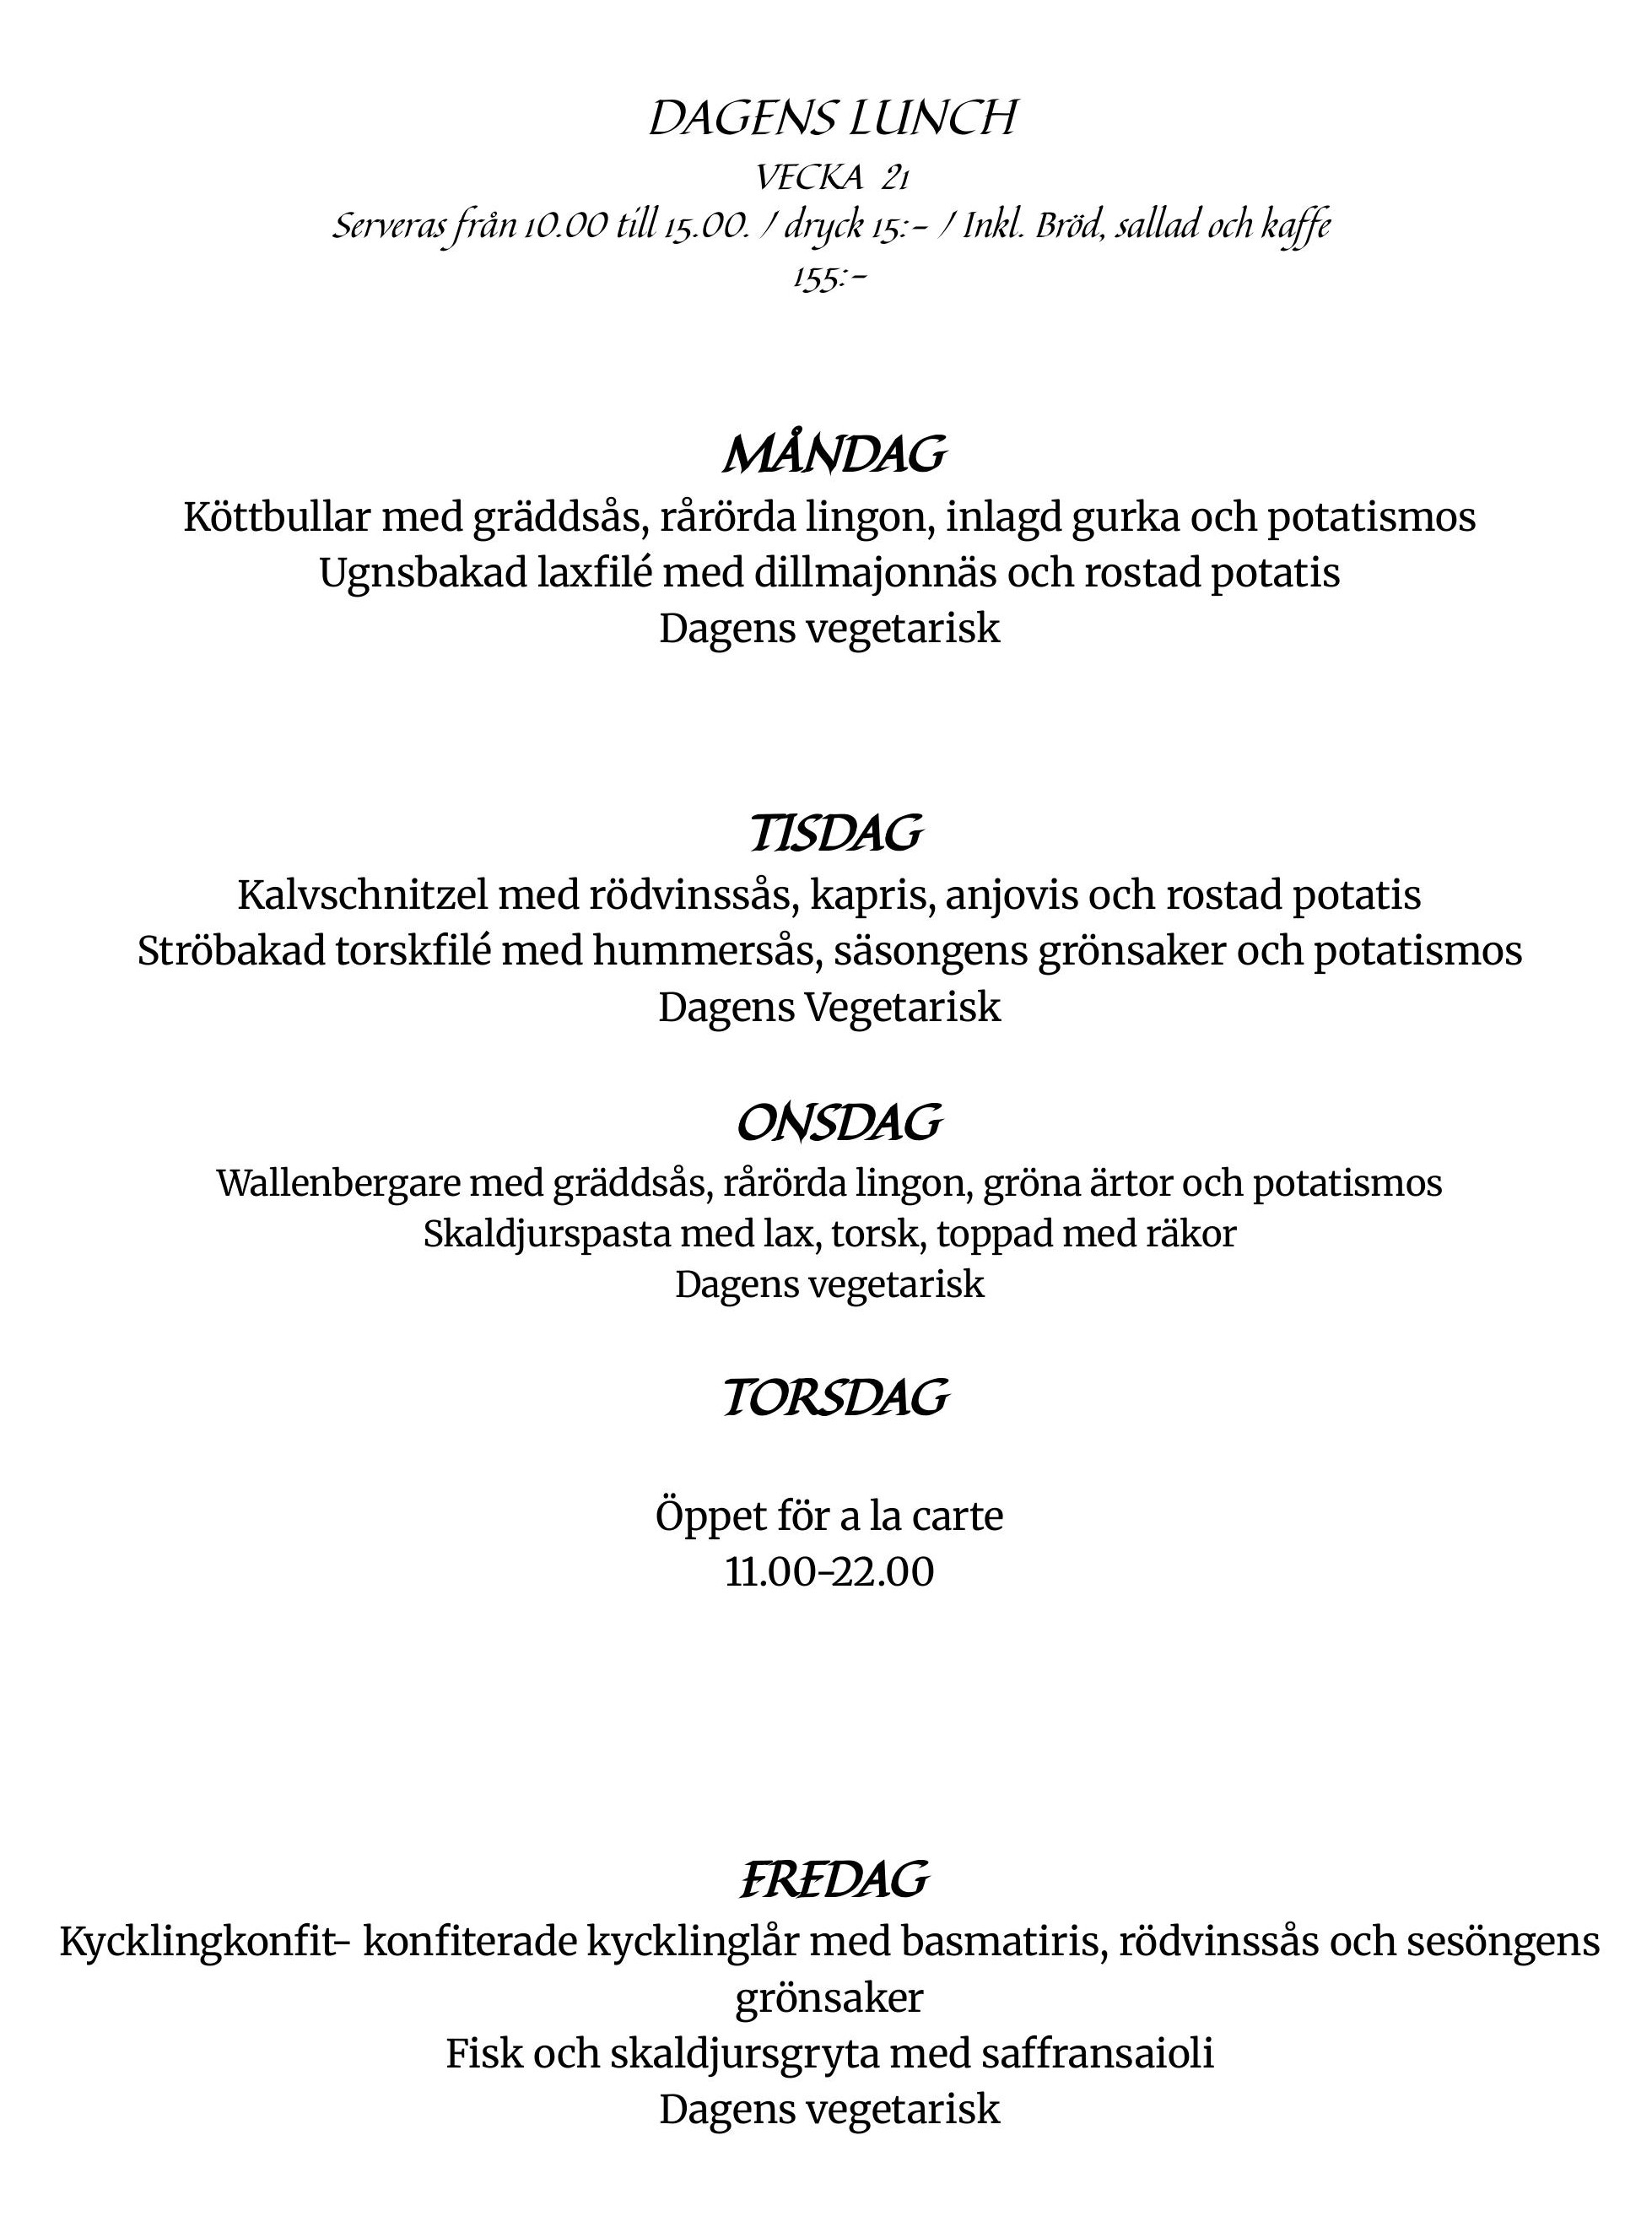 DAGENS LUNCH
VECKA 21
Serveras från 10.00 till 15.00. / dryck 15:- / Inkl. Bröd, sallad och kaffe
155:-
MÅNDAG
Köttbullar med gräddsås, rårörda lingon, inlagd gurka och potatismos
Ugnsbakad laxfilé med dillmajonnäs och rostad potatis
Dagens vegetarisk
TISDAG
Kalvschnitzel med rödvinssås, kapris, anjovis och rostad potatis
Ströbakad torskfilé med hummersås, säsongens grönsaker och potatismos
Dagens Vegetarisk
ONSDAG
Wallenbergare med gräddsås, rårörda lingon, gröna ärtor och potatismos
Skaldjurspasta med lax, torsk, toppad med räkor
Dagens vegetarisk
TORSDAG
Öppet för a la carte
11.00-22.00
FREDAG
Kycklingkonfit- konfiterade kycklinglår med basmatiris, rödvinssås och sesöngens
grönsaker
Fisk och skaldjursgryta med saffransaioli
Dagens vegetarisk